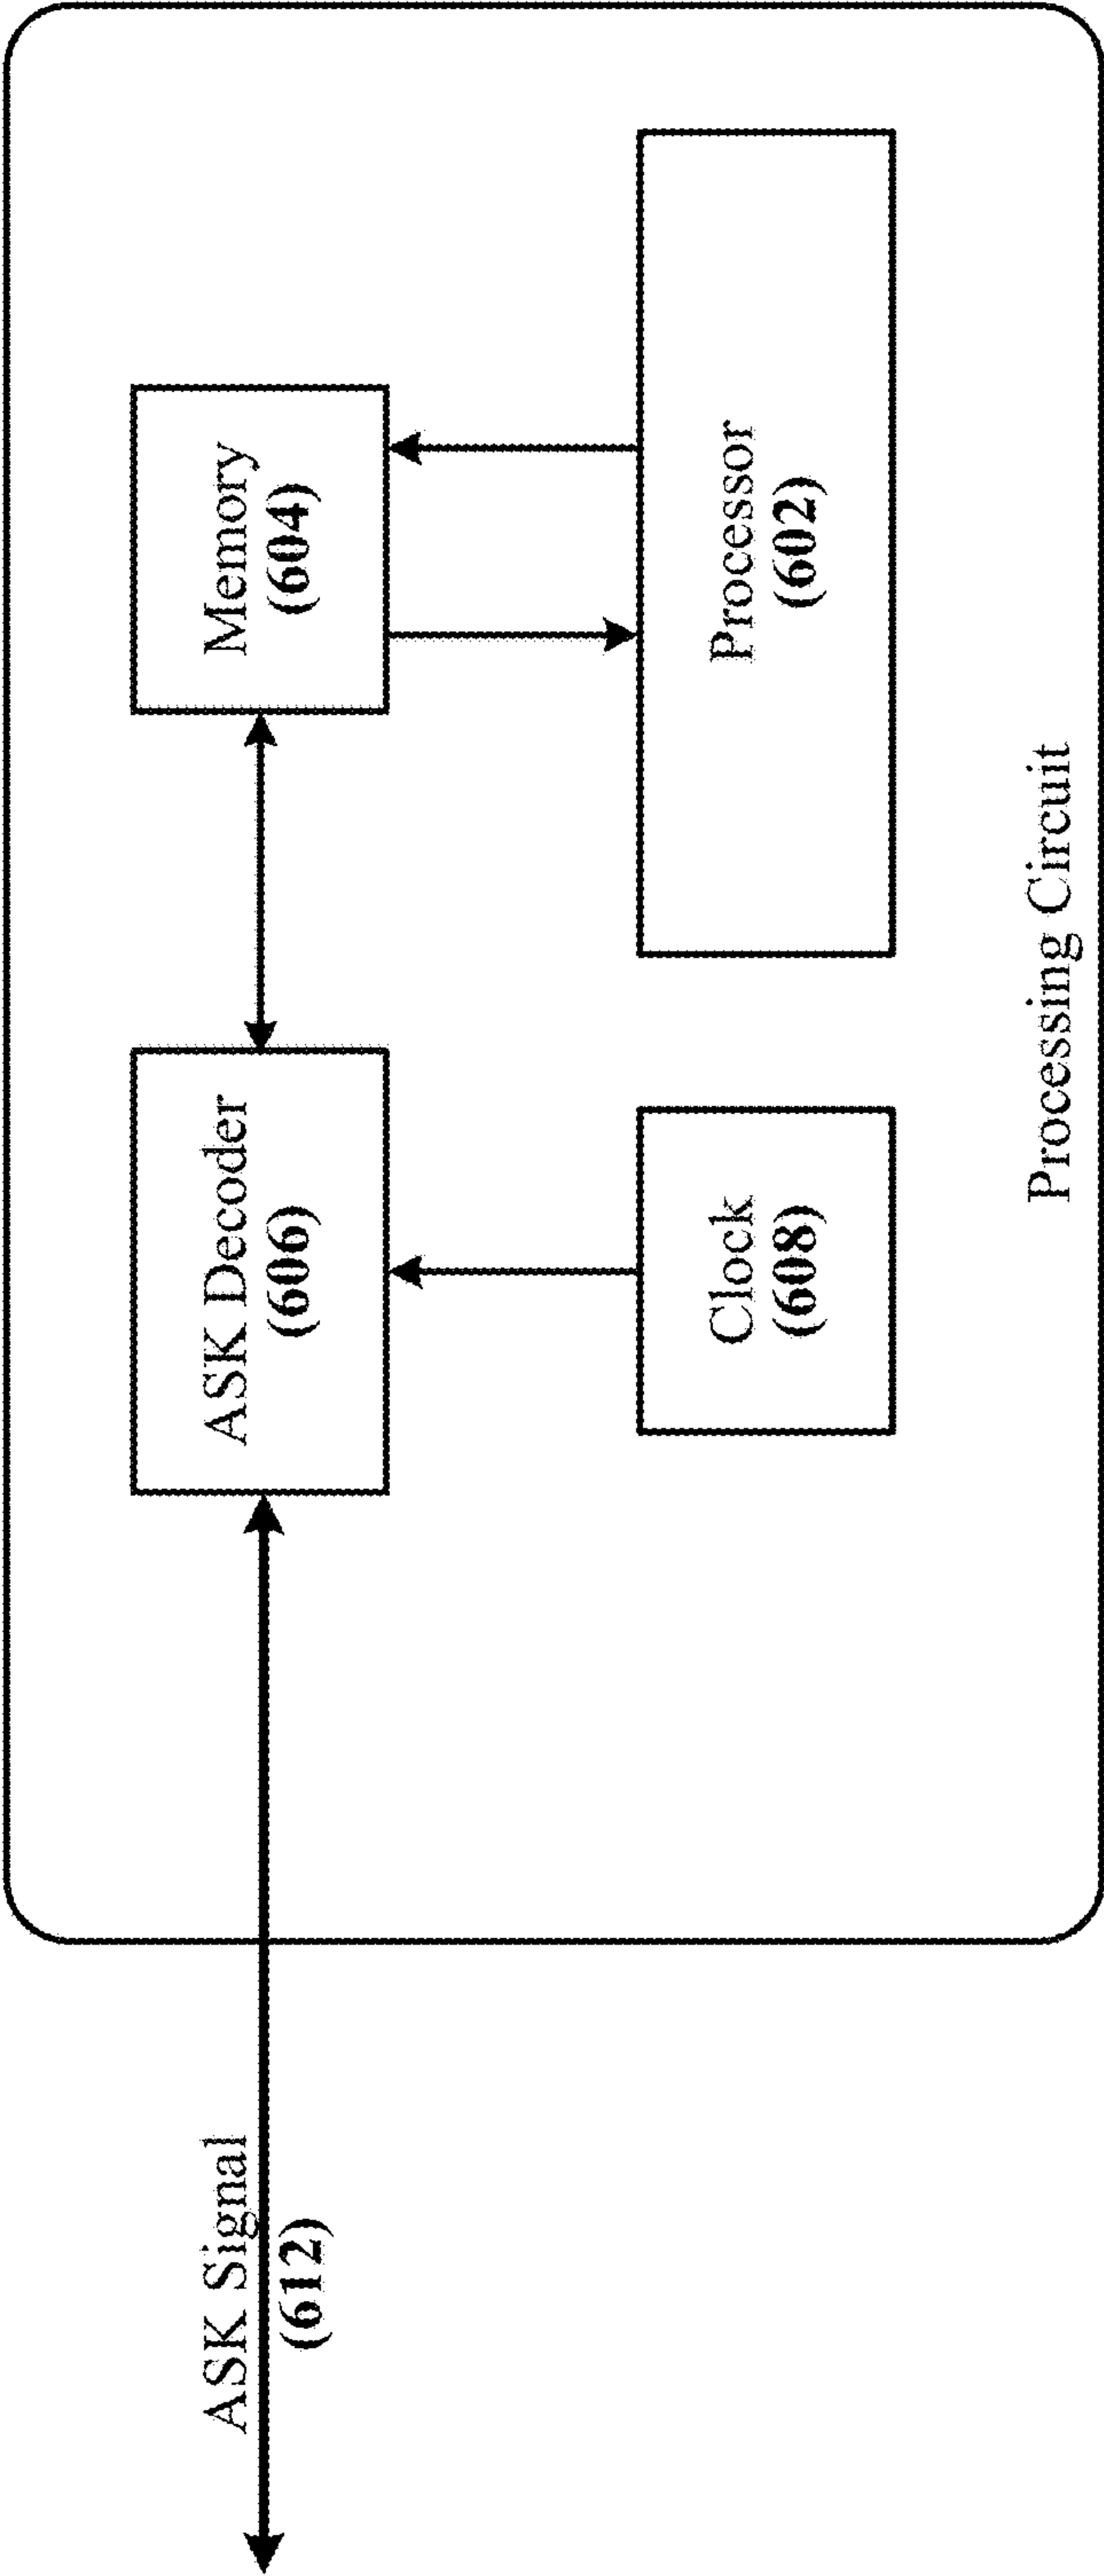 ASK Signal
(612)
ASK Decoder
(606)
Memory
(604)
Clock
(608)
Processor
(602)
Processing Circuit